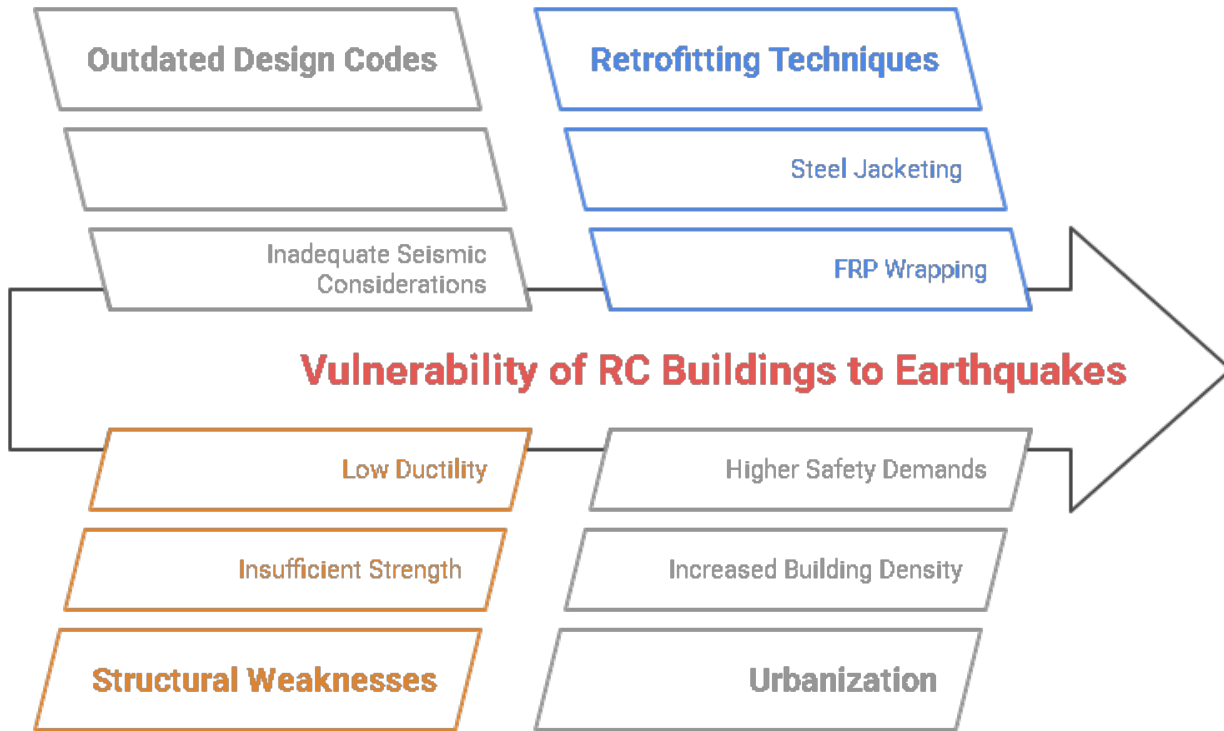 Outdated Design Codes
Retrofitting Techniques
Steel Jacketing
Inadequate Seismic
Considerations
FRP Wrapping
Vulnerability of RC Buildings to Earthquakes
Low Ductility
Higher Safety Demands
Insufficient Strength
Increased Building Density
Structural Weaknesses
Urbanization